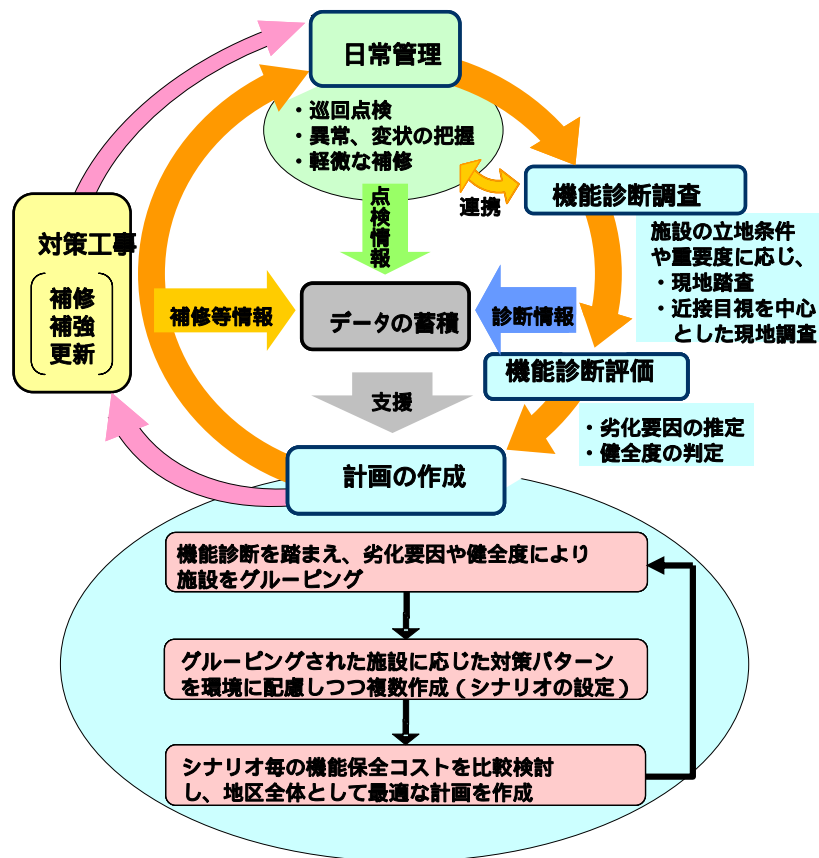 日常管理
・巡回点検
・異常、変状の把握
・軽微な補修
点検情報
連携
機能診断調査
施設の立地条件
や重要度に応じ、
・現地踏査
・近接目視を中心
とした現地調査
対策工事
補修
補強
更新
補修等情報
データの蓄積
診断情報
機能診断評価
・劣化要因の推定
・健全度の判定
支援
計画の作成
機能診断を踏まえ、劣化要因や健全度により
施設をグルーピング
グルーピングされた施設に応じた対策パターン
を環境に配慮しつつ複数作成（シナリオの設定）
シナリオ毎の機能保全コストを比較検討
し、地区全体として最適な計画を作成